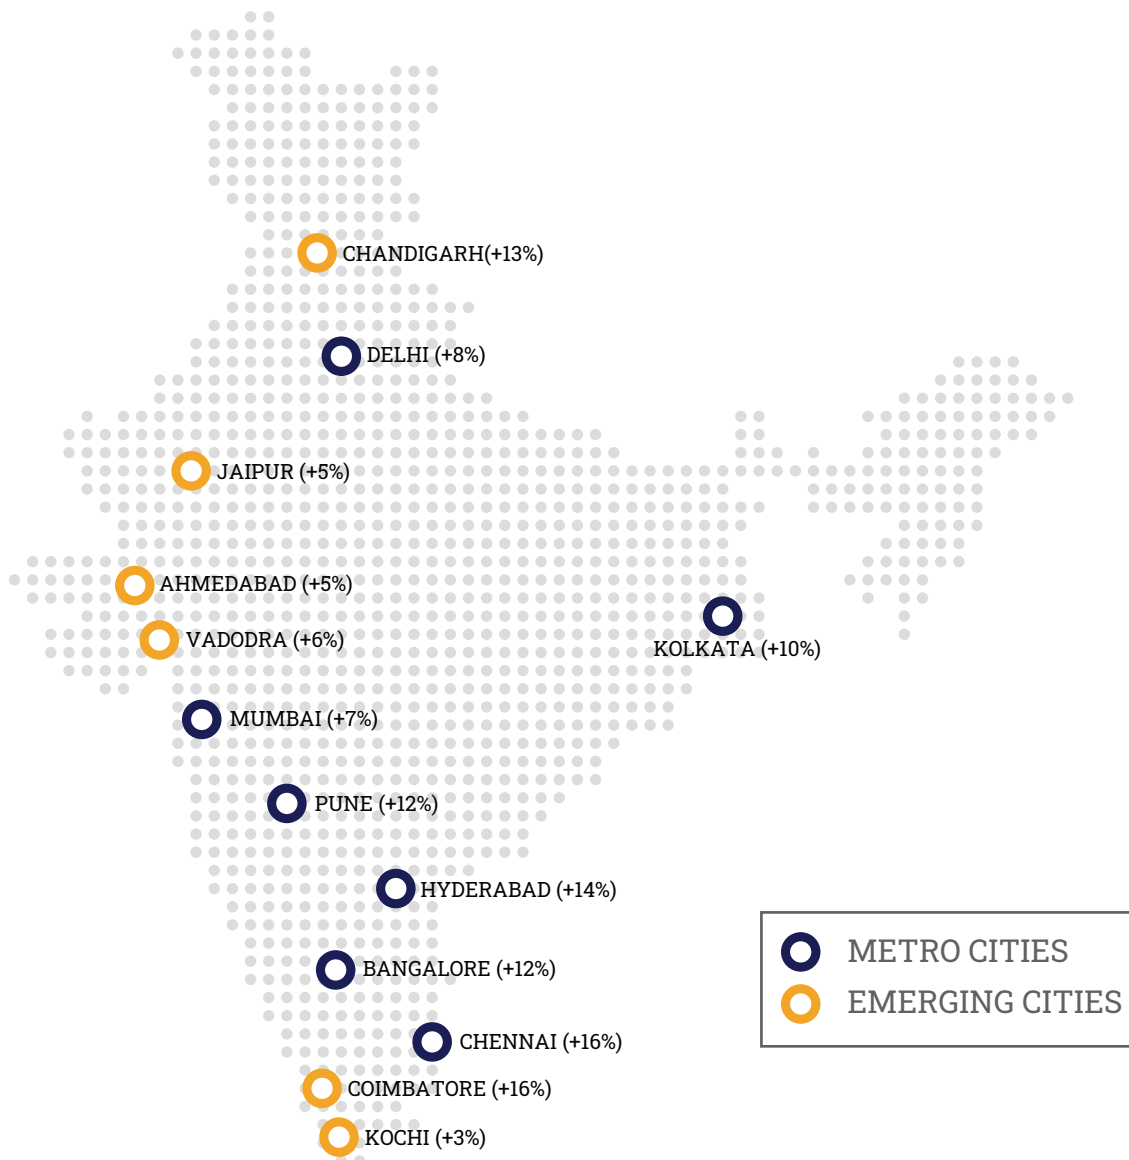 CHANDIGARH(+13%)
DELHI (+8%)
JAIPUR (+5%)
AHMEDABAD (+5%)
VADODRA (+6%)
KOLKATA (+10%)
MUMBAI (+7%)
PUNE (+12%)
HYDERABAD (+14%)
BANGALORE (+12%)
CHENNAI (+16%)
COIMBATORE (+16%)
KOCHI (+3%)
METRO CITIES
EMERGING CITIES